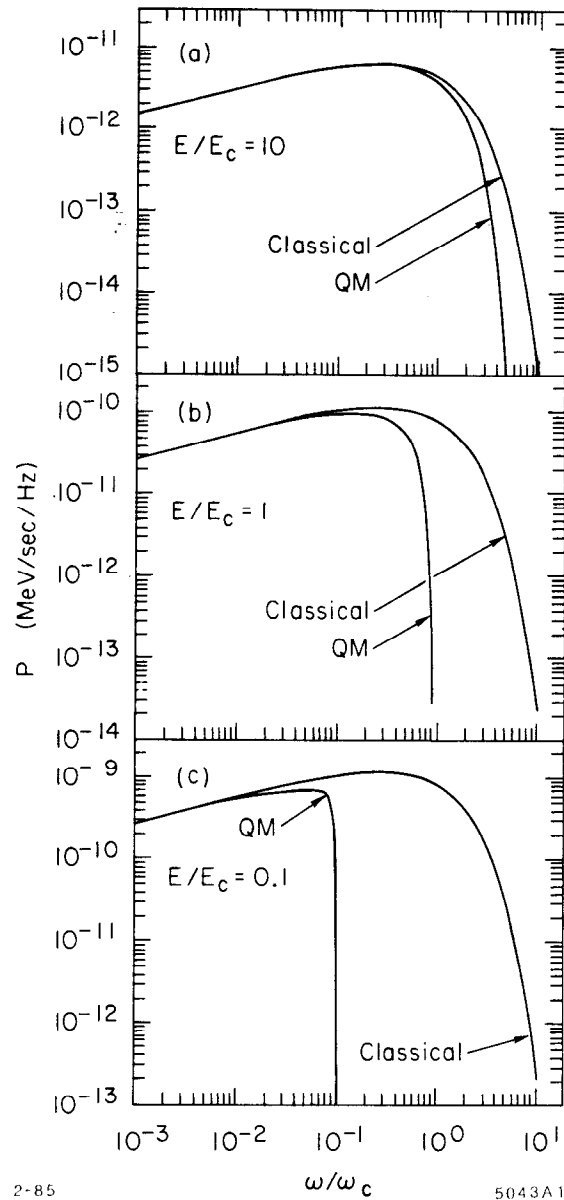 (a)
10⁻¹¹
10⁻¹²
10⁻¹³
10⁻¹⁴
10⁻¹⁵
E/E_c = 10
Classical
QM
(b)
10⁻¹⁰
10⁻¹¹
10⁻¹²
10⁻¹³
10⁻¹⁴
E/E_c = 1
Classical
QM
P (MeV/sec/Hz)
(c)
10⁻⁹
10⁻¹⁰
10⁻¹¹
10⁻¹²
10⁻¹³
QM
E/E_c = 0.1
Classical
10⁻³ 10⁻² 10⁻¹ 10⁰ 10¹
ω/ω_c
2-85
5043A1